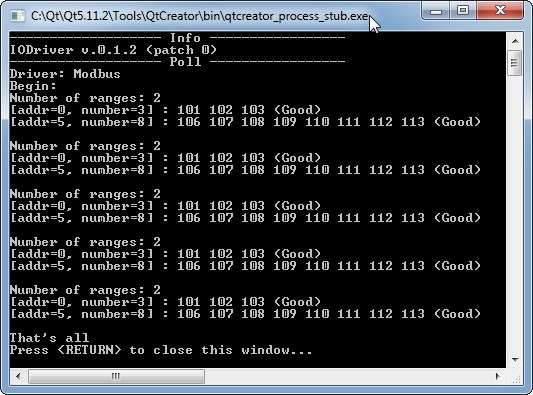 C:\Qt\Qt5.11.2\Tools\QtCreator\bin\qtcreator_process_stub.exe
------------------- Info -----------------
IODriver v.0.1.2 (patch 0)
------------------- Poll -----------------
Driver: Modbus
Begin:
Number of ranges: 2
[addr=0, number=3] : 101 102 103 (Good)
[addr=5, number=8] : 106 107 108 109 110 111 112 113 (Good)
Number of ranges: 2
[addr=0, number=3] : 101 102 103 (Good)
[addr=5, number=8] : 106 107 108 109 110 111 112 113 (Good)
Number of ranges: 2
[addr=0, number=3] : 101 102 103 (Good)
[addr=5, number=8] : 106 107 108 109 110 111 112 113 (Good)
Number of ranges: 2
[addr=0, number=3] : 101 102 103 (Good)
[addr=5, number=8] : 106 107 108 109 110 111 112 113 (Good)
Number of ranges: 2
[addr=0, number=3] : 101 102 103 (Good)
[addr=5, number=8] : 106 107 108 109 110 111 112 113 (Good)
That's all
Press <RETURN> to close this window...